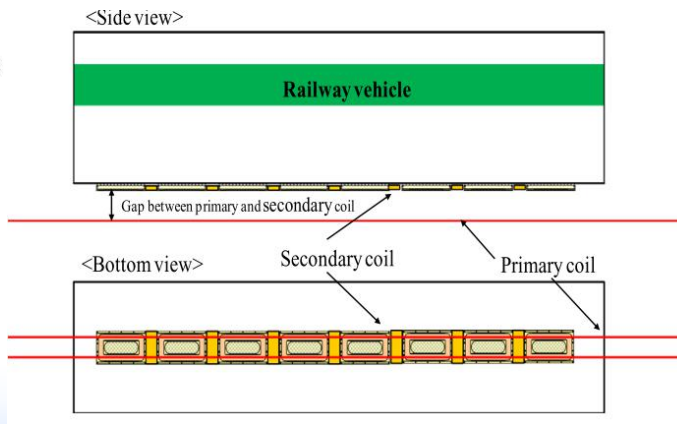 <Side view>
Railway vehicle
Gap between primary and secondary coil
Secondary coil
Primary coil
<Bottom view>